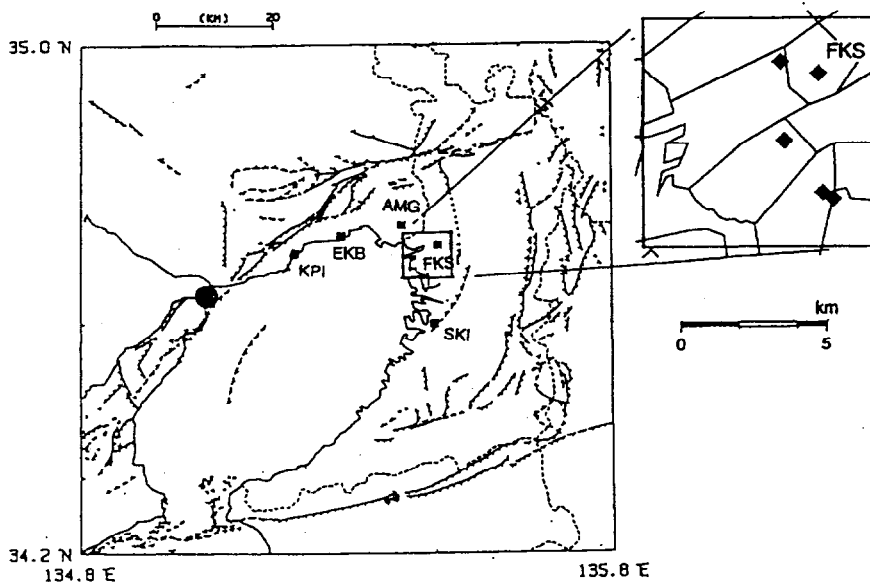 0 (KM) 20
35.0 N
FKS
AMG
EKB
FKS
KPI
km
0 5
SKI
34.2 N
134.8 E
135.8 E